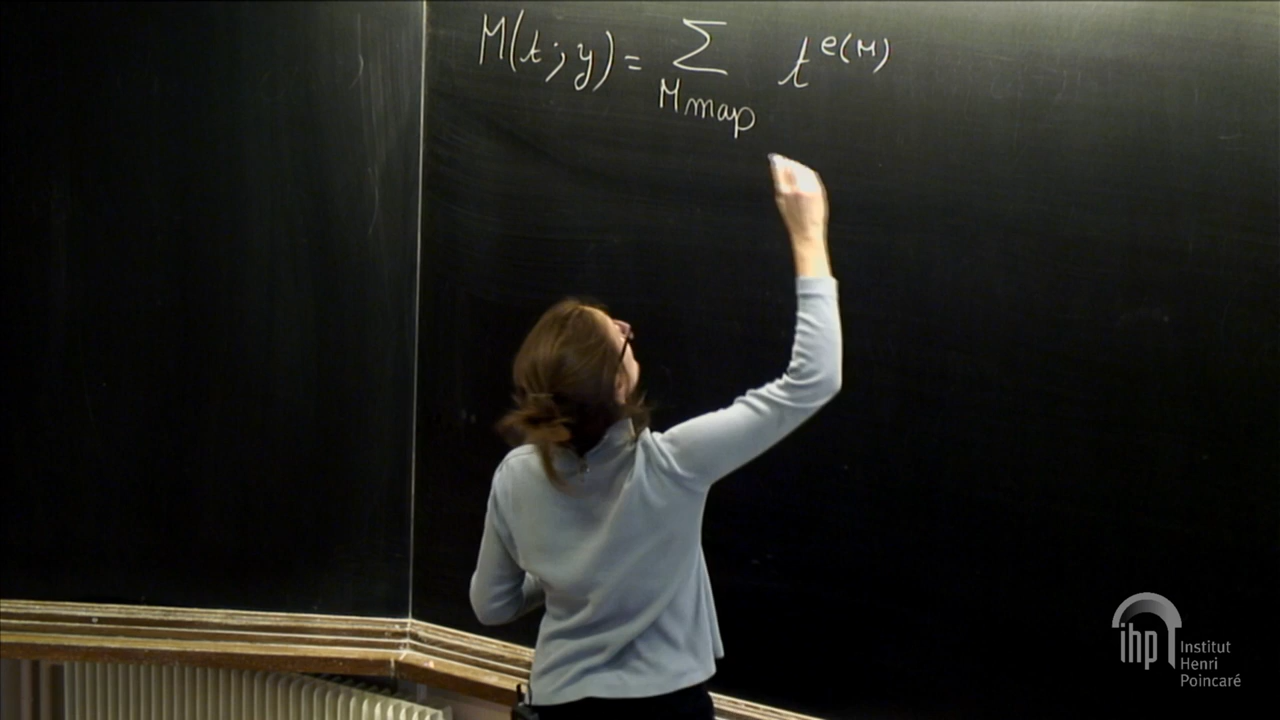 M(t; y) = ∑ t^e(M)
M map
ihp Institut
Henri
Poincaré